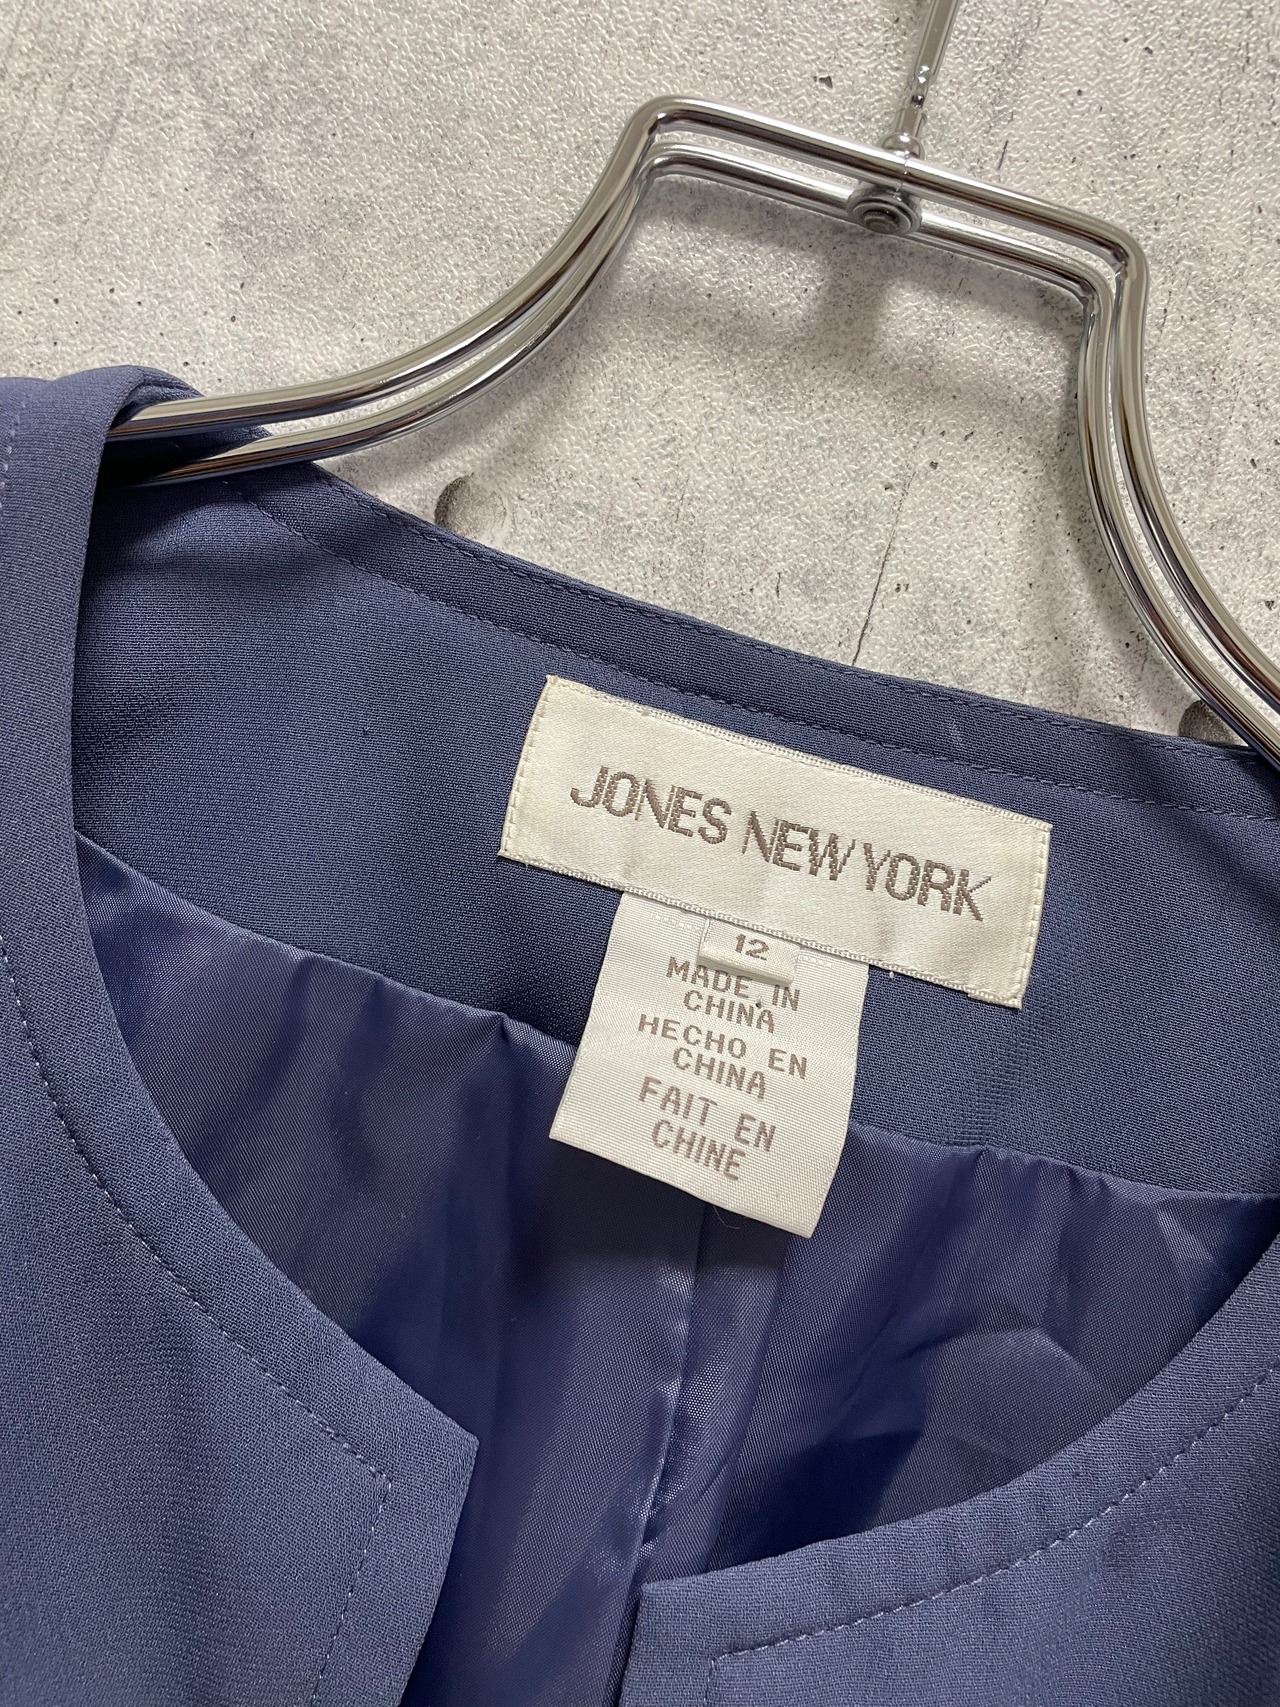 JONES NEW YORK
12
MADE IN
CHINA
HECHO EN
CHINA
FAIT EN
CHINE